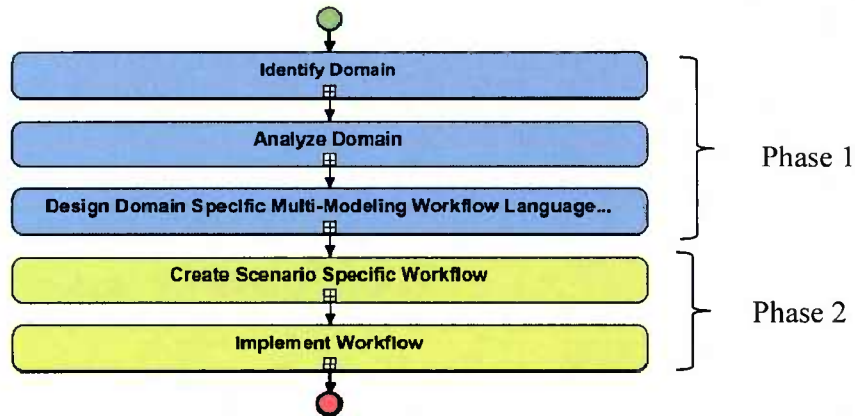 Identify Domain
Analyze Domain
Phase 1
Design Domain Specific Multi-Modeling Workflow Language...
Create Scenario Specific Workflow
Phase 2
Implement Workflow